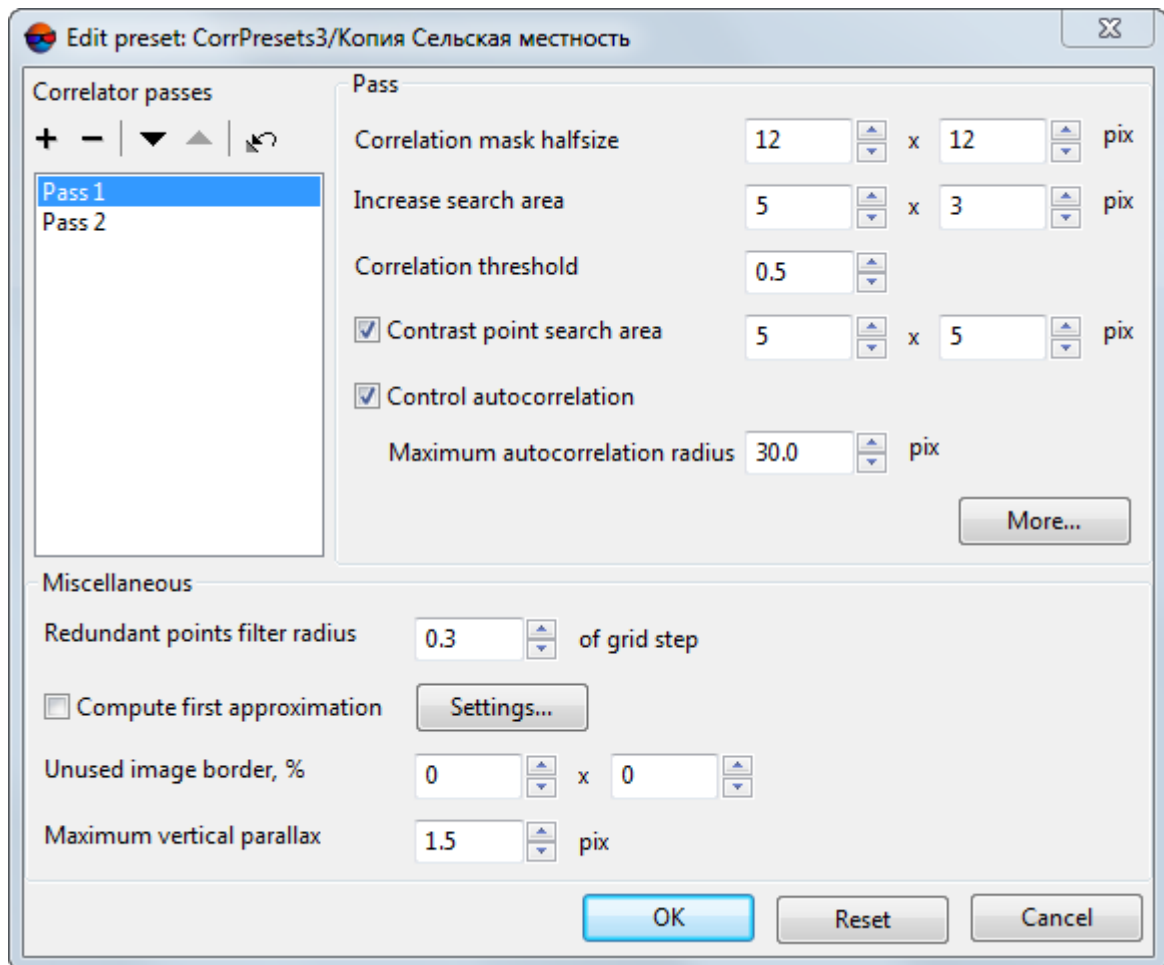 Edit preset: CorrPresets3/Копия Сельская местность
Correlator passes
Pass 1
Pass 2
Pass
Correlation mask halfsize 12 x 12 pix
Increase search area 5 x 3 pix
Correlation threshold 0.5
Contrast point search area 5 x 5 pix
Control autocorrelation
Maximum autocorrelation radius 30.0 pix
More...
Miscellaneous
Redundant points filter radius 0.3 of grid step
Compute first approximation Settings...
Unused image border, % 0 x 0
Maximum vertical parallax 1.5 pix
OK Reset Cancel